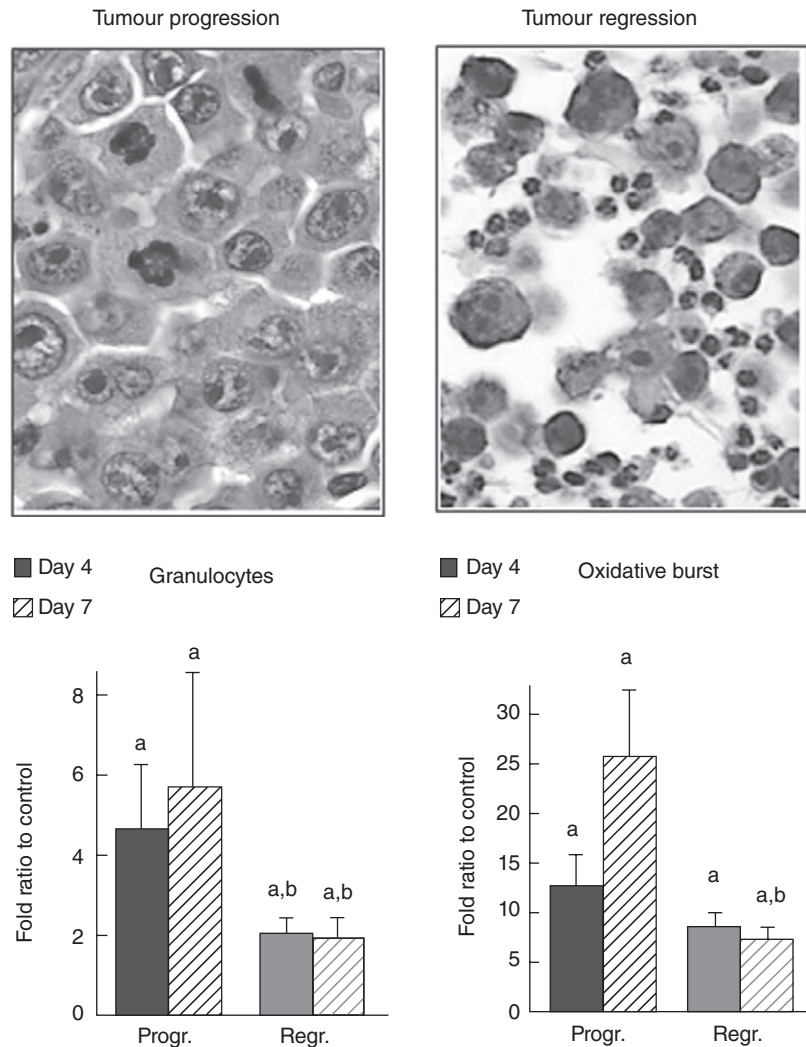 Tumour progression
Tumour regression
Day 4
Day 7
Granulocytes
a
a
a,b
a,b
Fold ratio to control
8
6
4
2
0
Progr.
Regr.
Day 4
Day 7
Oxidative burst
a
a
a
a,b
Fold ratio to control
30
25
20
15
10
5
0
Progr.
Regr.